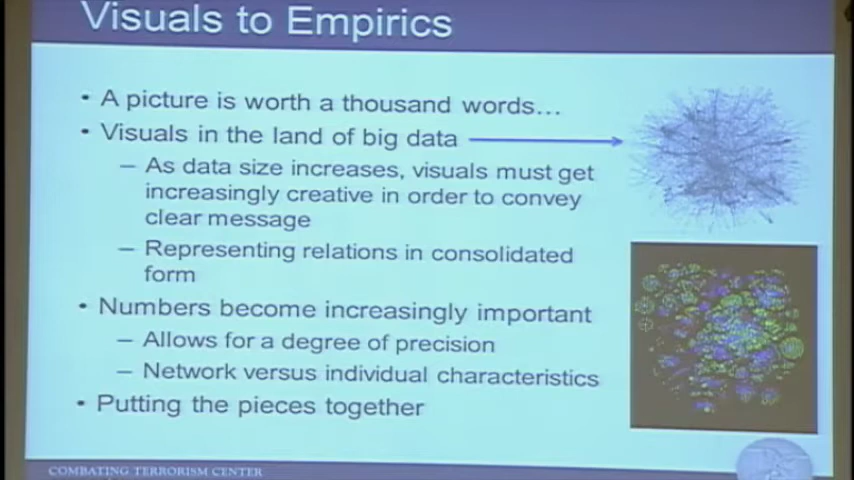 Visuals to Empirics
• A picture is worth a thousand words…
• Visuals in the land of big data
– As data size increases, visuals must get
increasingly creative in order to convey
clear message
– Representing relations in consolidated
form
• Numbers become increasingly important
– Allows for a degree of precision
– Network versus individual characteristics
• Putting the pieces together
COMBATING TERRORISM CENTER